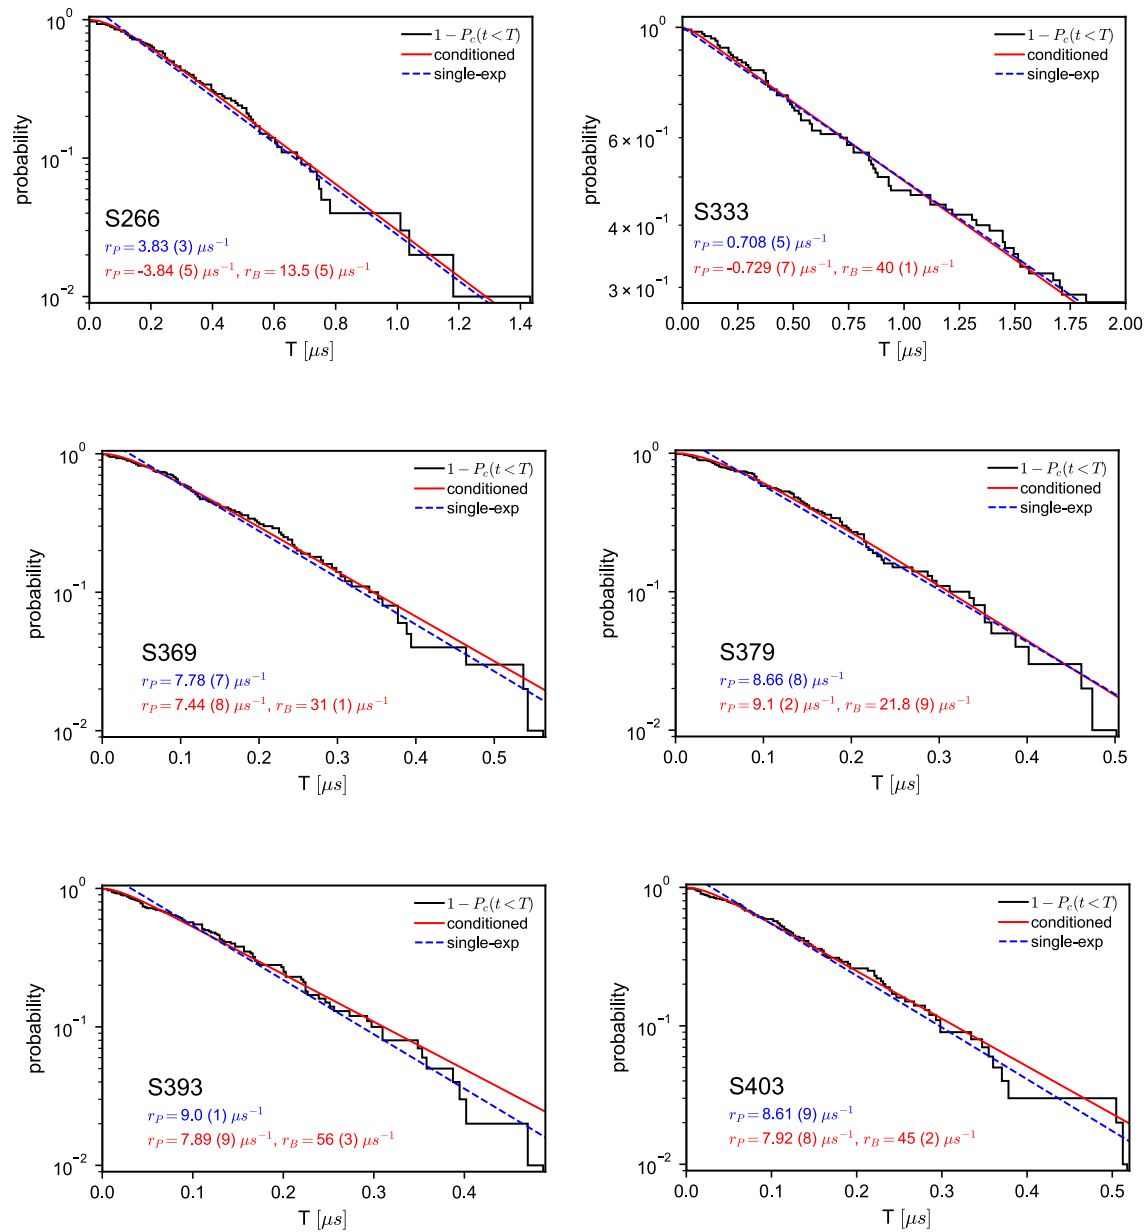 10⁰
10⁻¹
10⁻²
probability
1 − P_c(t < T)
conditioned
single-exp
S266
r_P = 3.83 (3) μs⁻¹
r_P = -3.84 (5) μs⁻¹, r_B = 13.5 (5) μs⁻¹
0.0 0.2 0.4 0.6 0.8 1.0 1.2 1.4
T [μs]
10⁰
6 × 10⁻¹
4 × 10⁻¹
3 × 10⁻¹
probability
1 − P_c(t < T)
conditioned
single-exp
S333
r_P = 0.708 (5) μs⁻¹
r_P = -0.729 (7) μs⁻¹, r_B = 40 (1) μs⁻¹
0.00 0.25 0.50 0.75 1.00 1.25 1.50 1.75 2.00
T [μs]
10⁰
10⁻¹
10⁻²
probability
1 − P_c(t < T)
conditioned
single-exp
S369
r_P = 7.78 (7) μs⁻¹
r_P = 7.44 (8) μs⁻¹, r_B = 31 (1) μs⁻¹
0.0 0.1 0.2 0.3 0.4 0.5
T [μs]
10⁰
10⁻¹
10⁻²
probability
1 − P_c(t < T)
conditioned
single-exp
S379
r_P = 8.66 (8) μs⁻¹
r_P = 9.1 (2) μs⁻¹, r_B = 21.8 (9) μs⁻¹
0.0 0.1 0.2 0.3 0.4 0.5
T [μs]
10⁰
10⁻¹
10⁻²
probability
1 − P_c(t < T)
conditioned
single-exp
S393
r_P = 9.0 (1) μs⁻¹
r_P = 7.89 (9) μs⁻¹, r_B = 56 (3) μs⁻¹
0.0 0.1 0.2 0.3 0.4
T [μs]
10⁰
10⁻¹
10⁻²
probability
1 − P_c(t < T)
conditioned
single-exp
S403
r_P = 8.61 (9) μs⁻¹
r_P = 7.92 (8) μs⁻¹, r_B = 45 (2) μs⁻¹
0.0 0.1 0.2 0.3 0.4 0.5
T [μs]